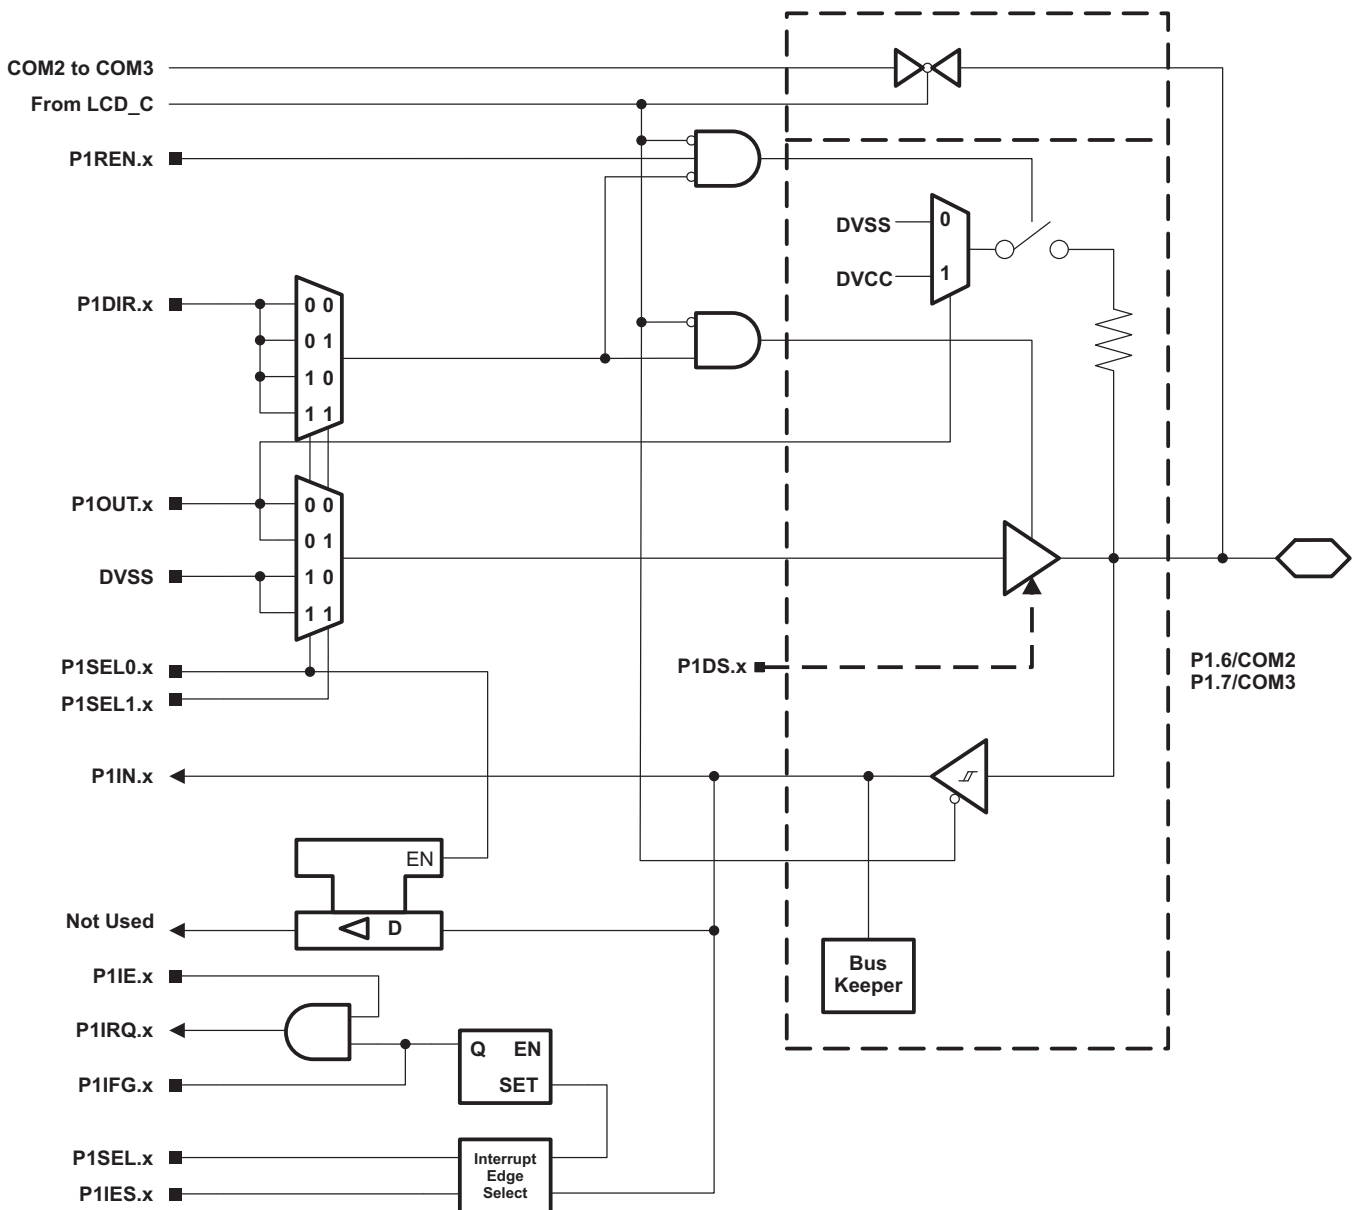 COM2 to COM3
From LCD_C
P1REN.x
DVSS
0
DVCC
1
P1DIR.x
0 0
0 1
1 0
1 1
P1OUT.x
0 0
0 1
DVSS
1 0
1 1
P1SEL0.x
P1SEL1.x
P1DS.x
P1.6/COM2
P1.7/COM3
P1IN.x
EN
Not Used
D
Bus
Keeper
P1IE.x
P1IRQ.x
Q EN
SET
P1IFG.x
P1SEL.x
P1IES.x
Interrupt
Edge
Select